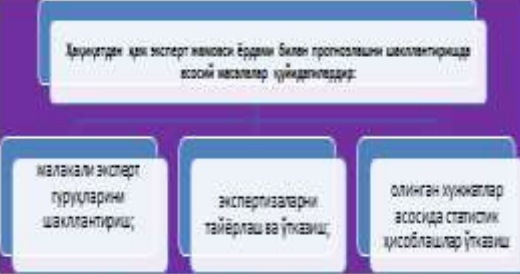 Ҳақиқатдан ҳам эксперт жамоаси ёрдами билан прогнозлашни шакллантиришда
асосий масалалар қуйидагилардир:
малакали эксперт
гуруҳларини
шакллантириш;
экспертизаларни
тайёрлаш ва ўтказиш;
олинган ҳужжатлар
асосида статистик
ҳисоблашлар ўтказиш